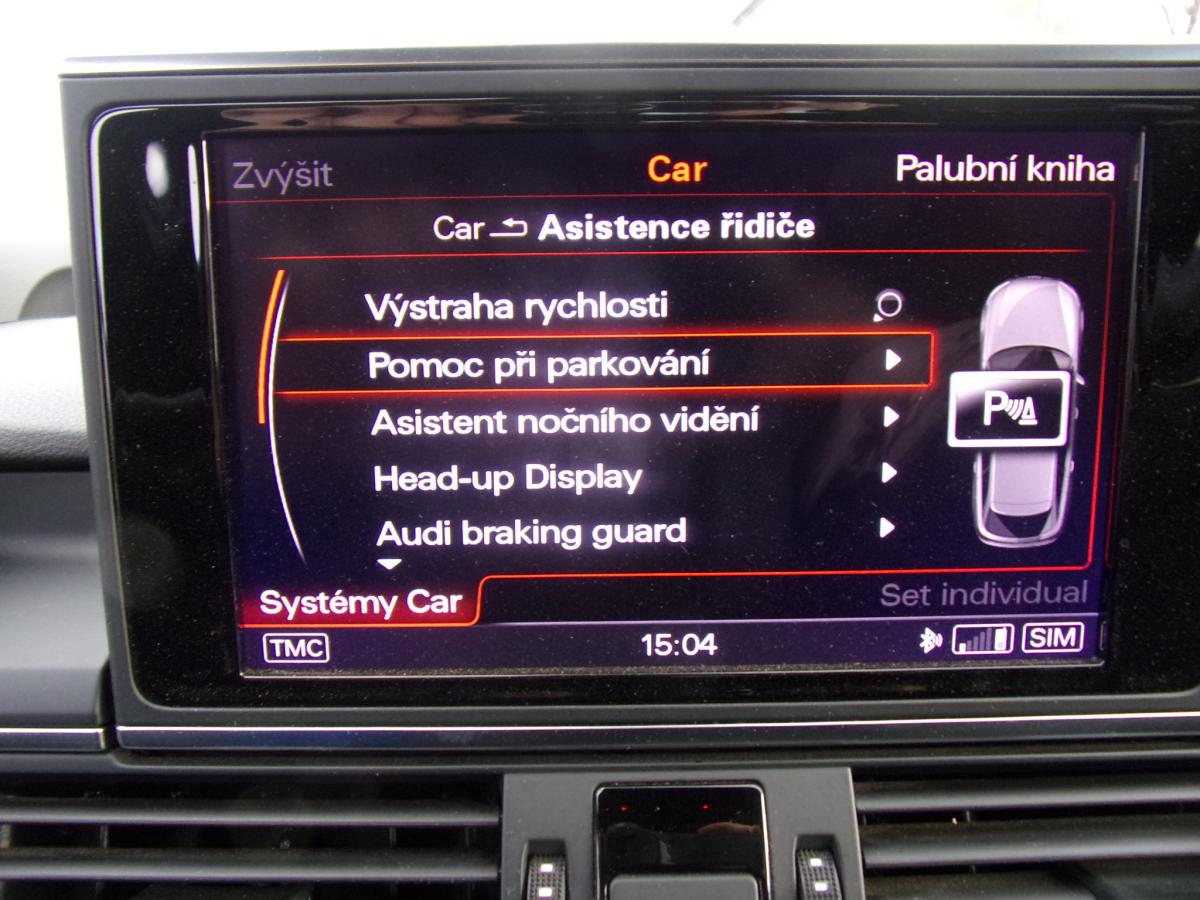 Zvýšit Car Palubní kniha
Car Asistence řidiče
Výstraha rychlosti
Pomoc při parkování
Asistent nočního vidění
Head-up Display
Audi braking guard
P
Systémy Car Set individual
TMC 15:04 SIM